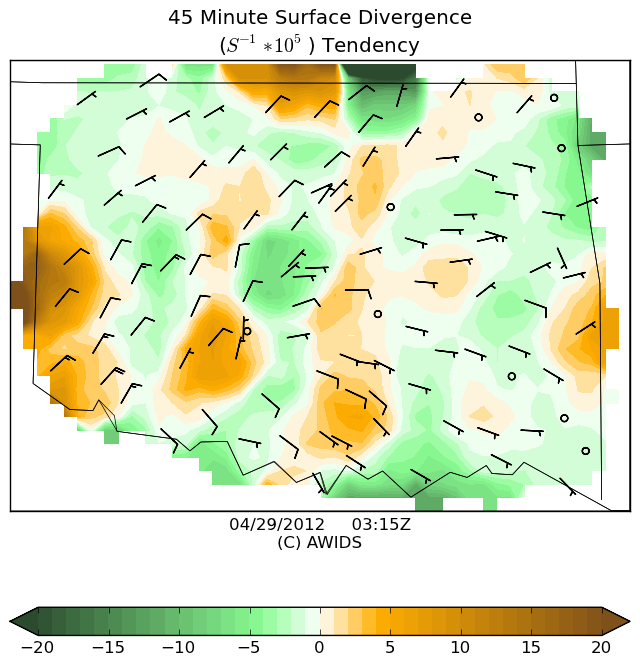 45 Minute Surface Divergence
(S⁻¹ * 10⁵ ) Tendency
04/29/2012 03:15Z
(C) AWIDS
−20 −15 −10 −5 0 5 10 15 20